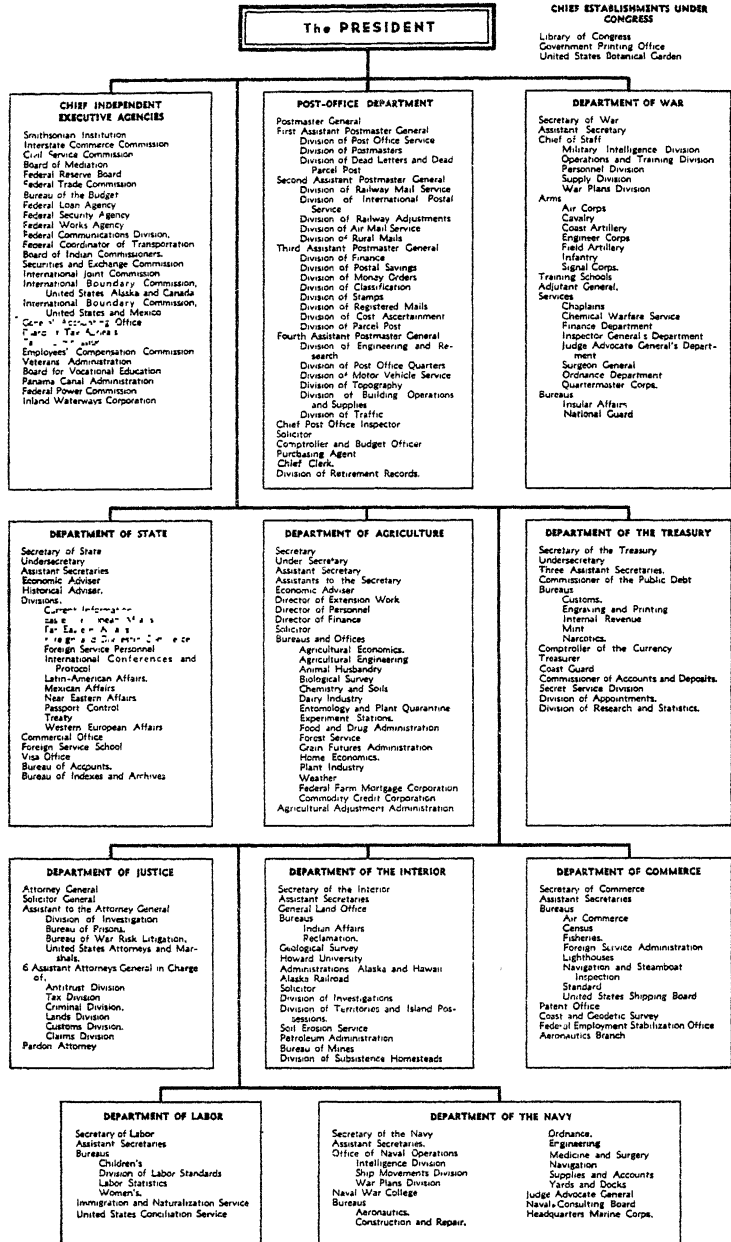 The PRESIDENT
CHIEF ESTABLISHMENTS UNDER
CONGRESS
Library of Congress
Government Printing Office
United States Botanical Garden
CHIEF INDEPENDENT
EXECUTIVE AGENCIES
Smithsonian Institution
Interstate Commerce Commission
Civil Service Commission
Board of Mediation
Federal Reserve Board
Federal Trade Commission
Bureau of the Budget
Federal Loan Agency
Federal Security Agency
Federal Works Agency
Federal Communications Division.
Federal Coordinator of Transportation
Board of Indian Commissioners.
Securities and Exchange Commission
International Joint Commission
International Boundary Commission,
United States Alaska and Canada
International Boundary Commission,
United States and Mexico
General Accounting Office
Employees' Compensation Commission
Veterans Administration
Board for Vocational Education
Panama Canal Administration
Federal Power Commission
Inland Waterways Corporation
POST-OFFICE DEPARTMENT
Postmaster General
First Assistant Postmaster General
Division of Post Office Service
Division of Postmasters
Division of Dead Letters and Dead
Parcel Post
Second Assistant Postmaster General
Division of Railway Mail Service
Division of International Postal
Service
Division of Railway Adjustments
Division of Air Mail Service
Division of Rural Mails
Third Assistant Postmaster General
Division of Finance
Division of Postal Savings
Division of Money Orders
Division of Classification
Division of Stamps
Division of Registered Mails
Division of Cost Ascertainment
Division of Parcel Post
Fourth Assistant Postmaster General
Division of Engineering and Re-
search
Division of Post Office Quarters
Division of Motor Vehicle Service
Division of Topography
Division of Building Operations
and Supplies
Division of Traffic
Chief Post Office Inspector
Solicitor
Comptroller and Budget Officer
Purchasing Agent
Chief Clerk.
Division of Retirement Records.
DEPARTMENT OF WAR
Secretary of War
Assistant Secretary
Chief of Staff
Military Intelligence Division
Operations and Training Division
Personnel Division
Supply Division
War Plans Division
Arms
Air Corps
Cavalry
Coast Artillery
Engineer Corps
Field Artillery
Infantry
Signal Corps.
Training Schools
Adjutant General.
Services
Chaplains
Chemical Warfare Service
Finance Department
Inspector General's Department
Judge Advocate General's Depart-
ment
Surgeon General
Ordnance Department
Quartermaster Corps.
Bureaus
Insular Affairs
National Guard
DEPARTMENT OF STATE
Secretary of State
Undersecretary
Assistant Secretaries
Economic Adviser
Historical Adviser.
Divisions.
Current Information
Far Eastern Affairs
Foreign Service Personnel
International Conferences and
Protocol
Latin-American Affairs.
Mexican Affairs
Near Eastern Affairs
Passport Control
Treaty
Western European Affairs
Commercial Office
Foreign Service School
Visa Office
Bureau of Accounts.
Bureau of Indexes and Archives
DEPARTMENT OF AGRICULTURE
Secretary
Under Secretary
Assistant Secretary
Assistants to the Secretary
Economic Adviser
Director of Extension Work
Director of Personnel
Director of Finance
Solicitor
Bureaus and Offices
Agricultural Economics.
Agricultural Engineering
Animal Husbandry
Biological Survey
Chemistry and Soils
Dairy Industry
Entomology and Plant Quarantine
Experiment Stations.
Food and Drug Administration
Forest Service
Grain Futures Administration
Home Economics.
Plant Industry
Weather
Federal Farm Mortgage Corporation
Commodity Credit Corporation
Agricultural Adjustment Administration
DEPARTMENT OF THE TREASURY
Secretary of the Treasury
Undersecretary
Three Assistant Secretaries.
Commissioner of the Public Debt
Bureaus
Customs.
Engraving and Printing
Internal Revenue
Mint
Narcotics.
Comptroller of the Currency
Treasurer
Coast Guard
Commissioner of Accounts and Deposits.
Secret Service Division
Division of Appointments.
Division of Research and Statistics.
DEPARTMENT OF JUSTICE
Attorney General
Solicitor General
Assistant to the Attorney General
Division of Investigation
Bureau of Prisons.
Bureau of War Risk Litigation.
United States Attorneys and Mar-
shals.
6 Assistant Attorneys General in Charge
of.
Antitrust Division
Tax Division
Criminal Division.
Lands Division
Customs Division.
Claims Division
Pardon Attorney
DEPARTMENT OF THE INTERIOR
Secretary of the Interior
Assistant Secretaries
General Land Office
Bureaus
Indian Affairs
Reclamation.
Geological Survey
Howard University
Administrations Alaska and Hawaii
Alaska Railroad
Solicitor
Division of Investigations
Division of Territories and Island Pos-
sessions.
Soil Erosion Service
Petroleum Administration
Bureau of Mines
Division of Subsistence Homesteads
DEPARTMENT OF COMMERCE
Secretary of Commerce
Assistant Secretaries
Bureaus
Air Commerce
Census
Fisheries.
Foreign Service Administration
Lighthouses
Navigation and Steamboat
Inspection
Standard
United States Shipping Board
Patent Office
Coast and Geodetic Survey
Federal Employment Stabilization Office
Aeronautics Branch
DEPARTMENT OF LABOR
Secretary of Labor
Assistant Secretaries
Bureaus
Children's
Division of Labor Standards
Labor Statistics
Women's.
Immigration and Naturalization Service
United States Conciliation Service
DEPARTMENT OF THE NAVY
Secretary of the Navy
Assistant Secretaries.
Office of Naval Operations
Intelligence Division
Ship Movements Division
War Plans Division
Naval War College
Bureaus
Aeronautics.
Construction and Repair.
Ordnance.
Engineering
Medicine and Surgery
Navigation
Supplies and Accounts
Yards and Docks
Judge Advocate General
Naval Consulting Board
Headquarters Marine Corps.